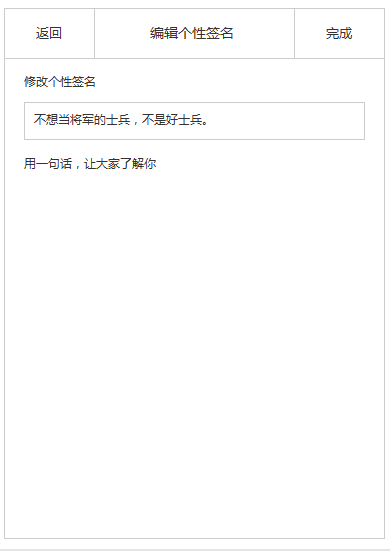 返回 编辑个性签名 完成
修改个性签名
不想当将军的士兵，不是好士兵。
用一句话，让大家了解你